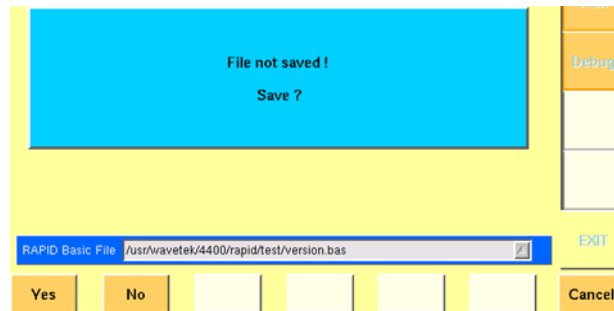 File not saved !
Save ?
Debug
EXIT
RAPID Basic File /usr/wavetek/4400/rapid/test/version.bas
Yes No Cancel